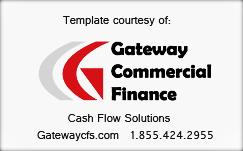 Template courtesy of:
Gateway
Commercial
Finance
Cash Flow Solutions
Gatewaycfs.com 1.855.424.2955